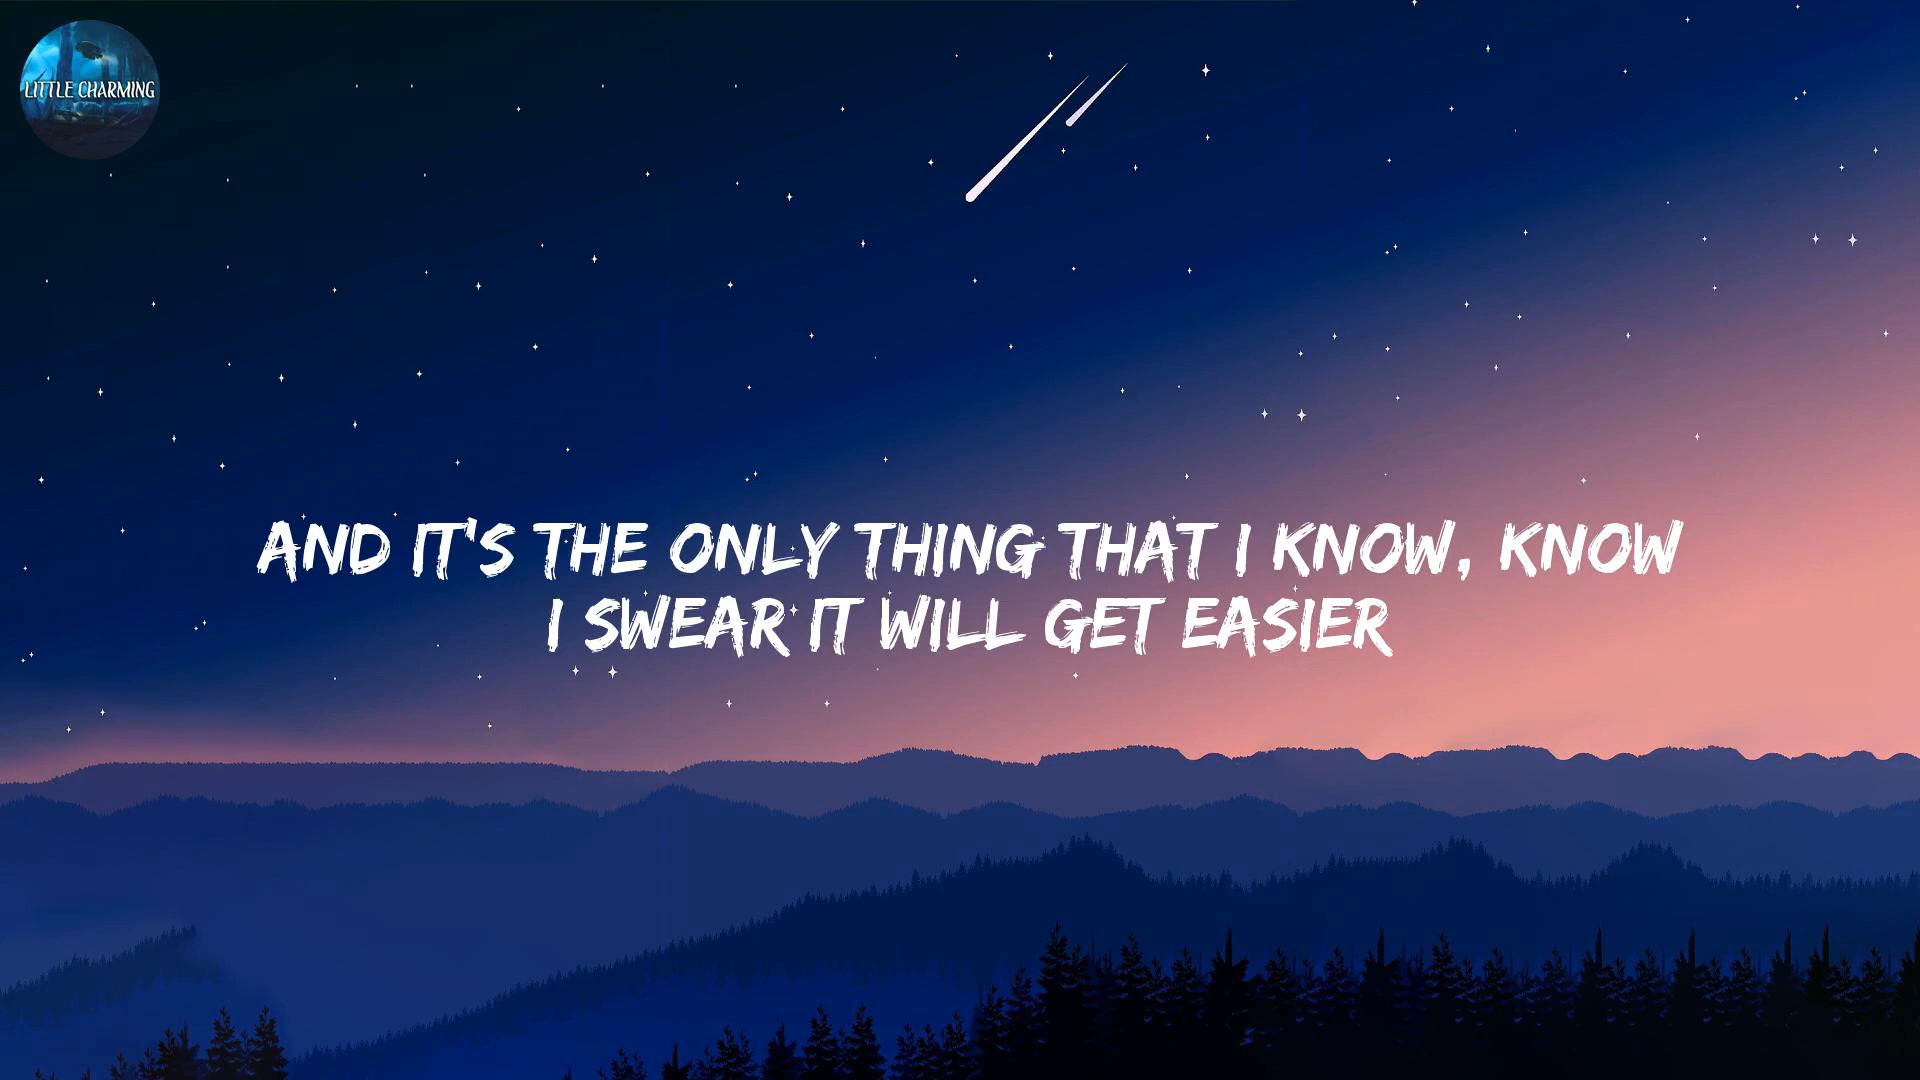 LITTLE CHARMING
AND IT'S THE ONLY THING THAT I KNOW, KNOW
I SWEAR IT WILL GET EASIER